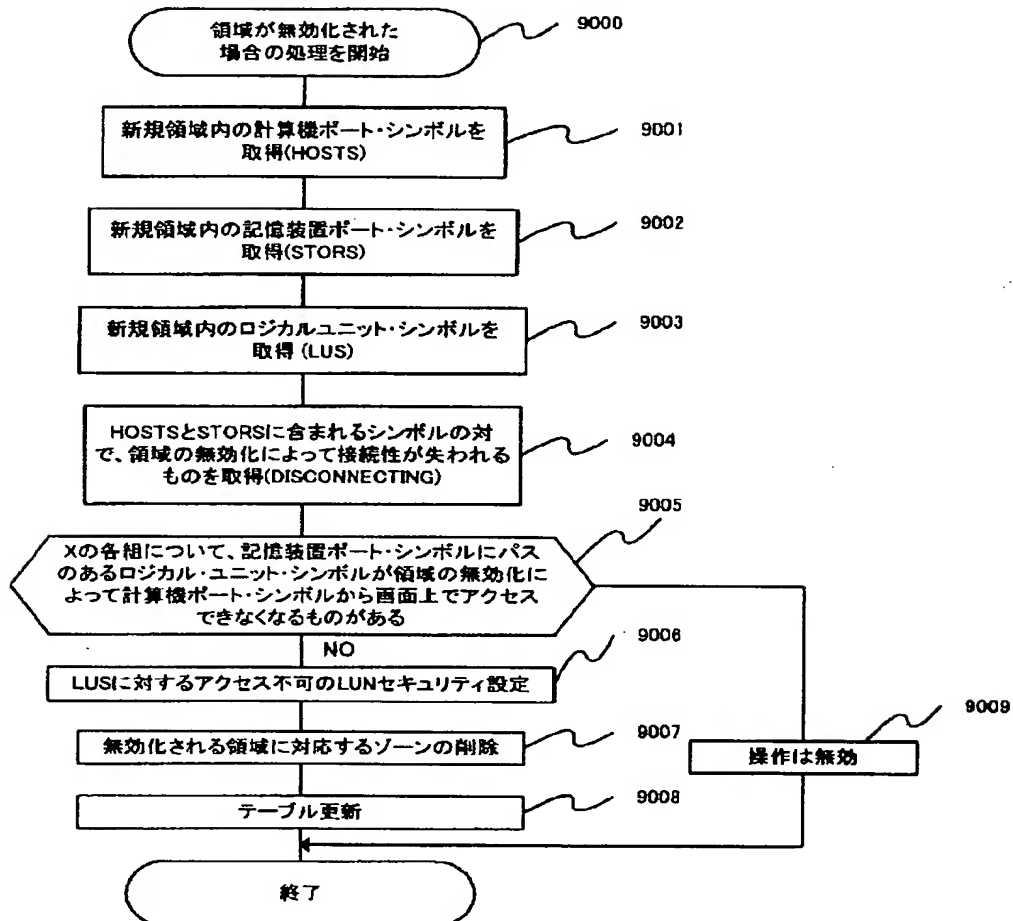 領域が無効化された
場合の処理を開始
9000
新規領域内の計算機ポート・シンボルを
取得(HOSTS)
9001
新規領域内の記憶装置ポート・シンボルを
取得(STORS)
9002
新規領域内のロジカルユニット・シンボルを
取得(LUS)
9003
HOSTSとSTORSに含まれるシンボルの対
で、領域の無効化によって接続性が失われる
ものを取得(DISCONNECTING)
9004
9005
Xの各組について、記憶装置ポート・シンボルにパス
のあるロジカル・ユニット・シンボルが領域の無効化に
よって計算機ポート・シンボルから画面上でアクセス
できなくなるものがある
NO
9006
LUSに対するアクセス不可のLUNセキュリティ設定
9007
無効化される領域に対応するゾーンの削除
9009
操作は無効
9008
テーブル更新
終了